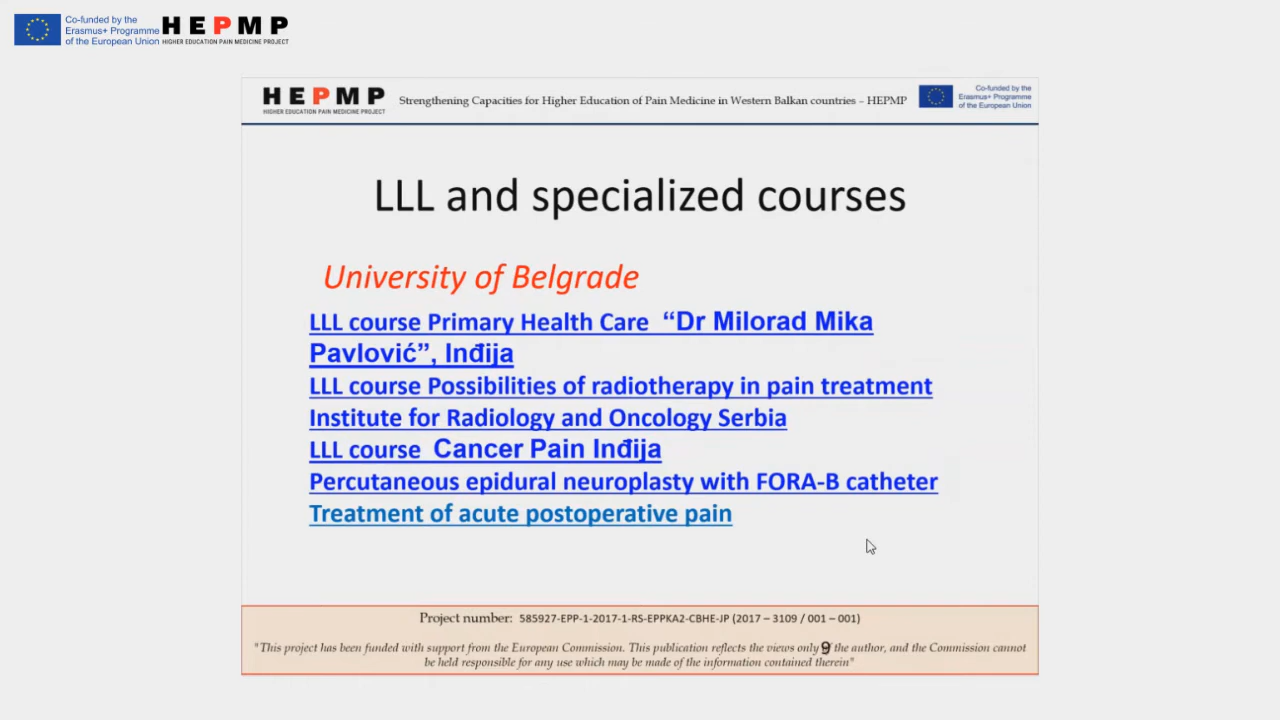 Co-funded by the
Erasmus+ Programme
of the European Union
HEPMP
HIGHER EDUCATION PAIN MEDICINE PROJECT
HEPMP
HIGHER EDUCATION PAIN MEDICINE PROJECT
Strengthening Capacities for Higher Education of Pain Medicine in Western Balkan countries – HEPMP
Co-funded by the
Erasmus+ Programme
of the European Union
LLL and specialized courses
University of Belgrade
LLL course Primary Health Care “Dr Milorad Mika
Pavlović”, Inđija
LLL course Possibilities of radiotherapy in pain treatment
Institute for Radiology and Oncology Serbia
LLL course Cancer Pain Inđija
Percutaneous epidural neuroplasty with FORA-B catheter
Treatment of acute postoperative pain
Project number: 585927-EPP-1-2017-1-RS-EPPKA2-CBHE-JP (2017 – 3109 / 001 – 001)
"This project has been funded with support from the European Commission. This publication reflects the views only 9 the author, and the Commission cannot
be held responsible for any use which may be made of the information contained therein"